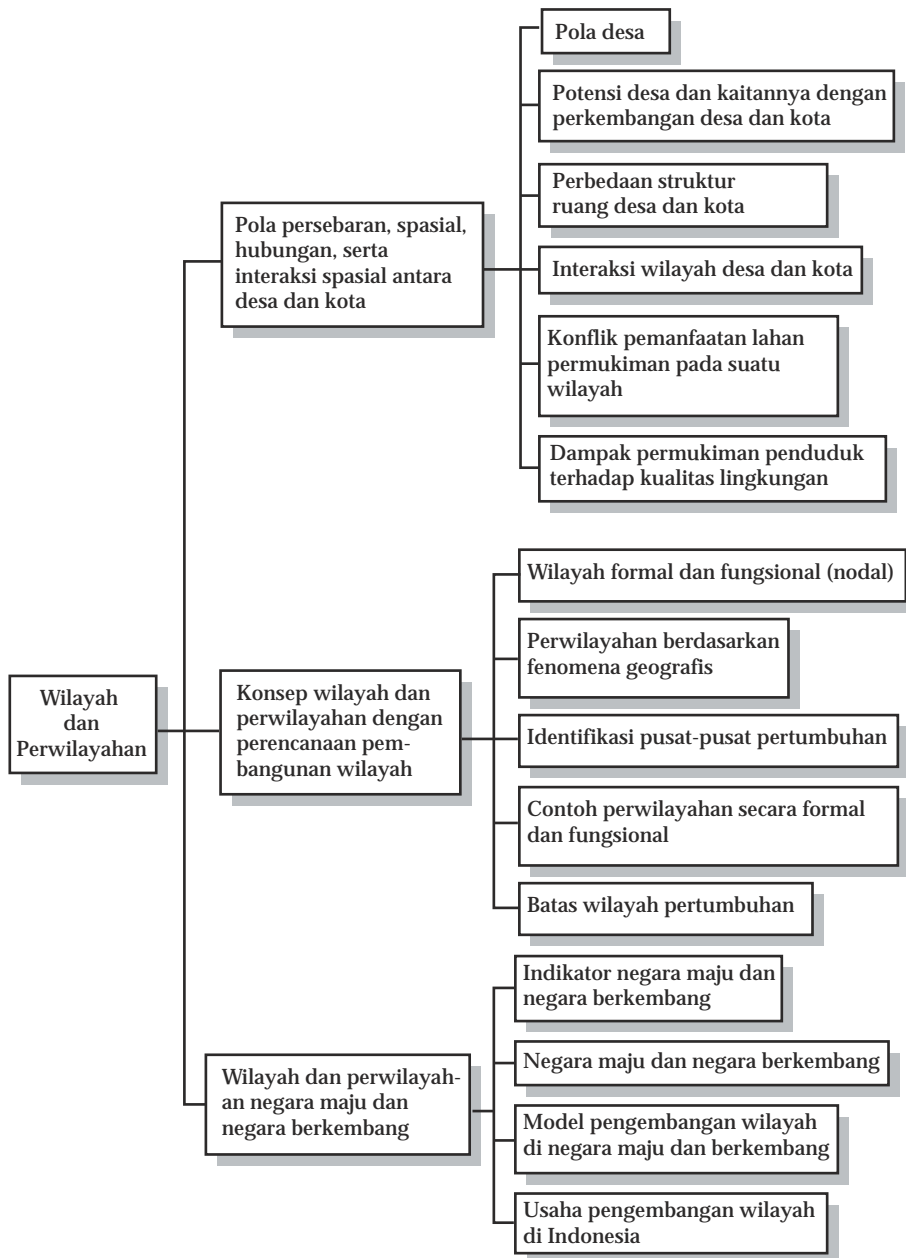 Wilayah
dan
Perwilayahan
Pola persebaran, spasial,
hubungan, serta
interaksi spasial antara
desa dan kota
Pola desa
Potensi desa dan kaitannya dengan
perkembangan desa dan kota
Perbedaan struktur
ruang desa dan kota
Interaksi wilayah desa dan kota
Konflik pemanfaatan lahan
permukiman pada suatu
wilayah
Dampak permukiman penduduk
terhadap kualitas lingkungan
Konsep wilayah dan
perwilayahan dengan
perencanaan pem-
bangunan wilayah
Wilayah formal dan fungsional (nodal)
Perwilayahan berdasarkan
fenomena geografis
Identifikasi pusat-pusat pertumbuhan
Contoh perwilayahan secara formal
dan fungsional
Batas wilayah pertumbuhan
Wilayah dan perwilayah-
an negara maju dan
negara berkembang
Indikator negara maju dan
negara berkembang
Negara maju dan negara berkembang
Model pengembangan wilayah
di negara maju dan berkembang
Usaha pengembangan wilayah
di Indonesia